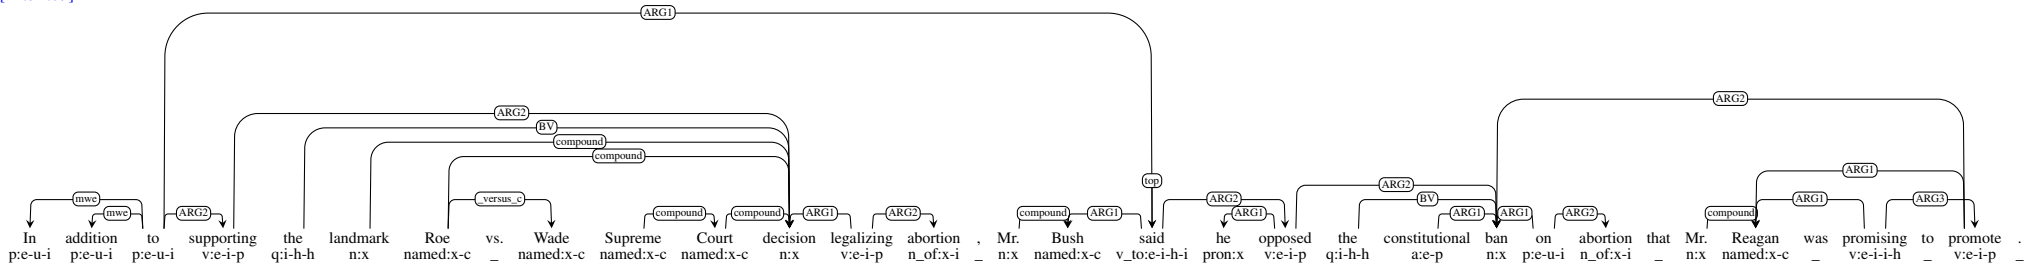 ARG1
ARG2
ARG2
BV
compound
compound
ARG1
top
ARG2
mwe
_versus_c
ARG2
BV
ARG1
ARG3
mwe
ARG2
compound
compound
ARG1
ARG2
compound
ARG1
ARG1
ARG1
ARG1
ARG2
compound
In addition to supporting the landmark Roe vs. Wade Supreme Court decision legalizing abortion , Mr. Bush said he opposed the constitutional ban on abortion that Mr. Reagan was promising to promote .
p:e-u-i p:e-u-i p:e-u-i v:e-i-p q:i-h-h n:x named:x-c _ named:x-c named:x-c named:x-c n:x v:e-i-p n_of:x-i _ n:x named:x-c v_to:e-i-h-i pron:x v:e-i-p q:i-h-h a:e-p n:x p:e-u-i n_of:x-i _ n:x named:x-c _ v:e-i-i-h _ v:e-i-p _